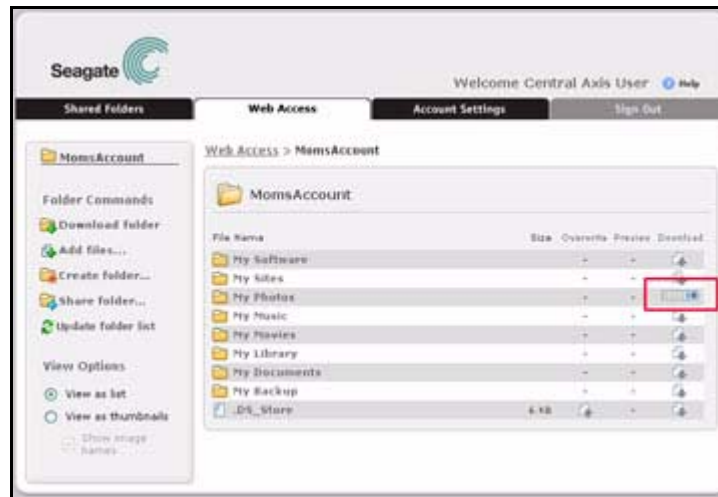 Seagate
Welcome Central Axis User Help
Shared Folders Web Access Account Settings Sign Out
MomsAccount
Web Access > MomsAccount
MomsAccount
Folder Commands
Download folder
Add files...
Create folder...
Share folder...
Update folder list
View Options
View as list
View as thumbnails
Show image names
File Name Size Overwrite Preview Download
My Software - -
My Sites - -
My Photos - -
My Music - -
My Movies - -
My Library - -
My Documents - -
My Backup - -
.DS_Store 6 KB -